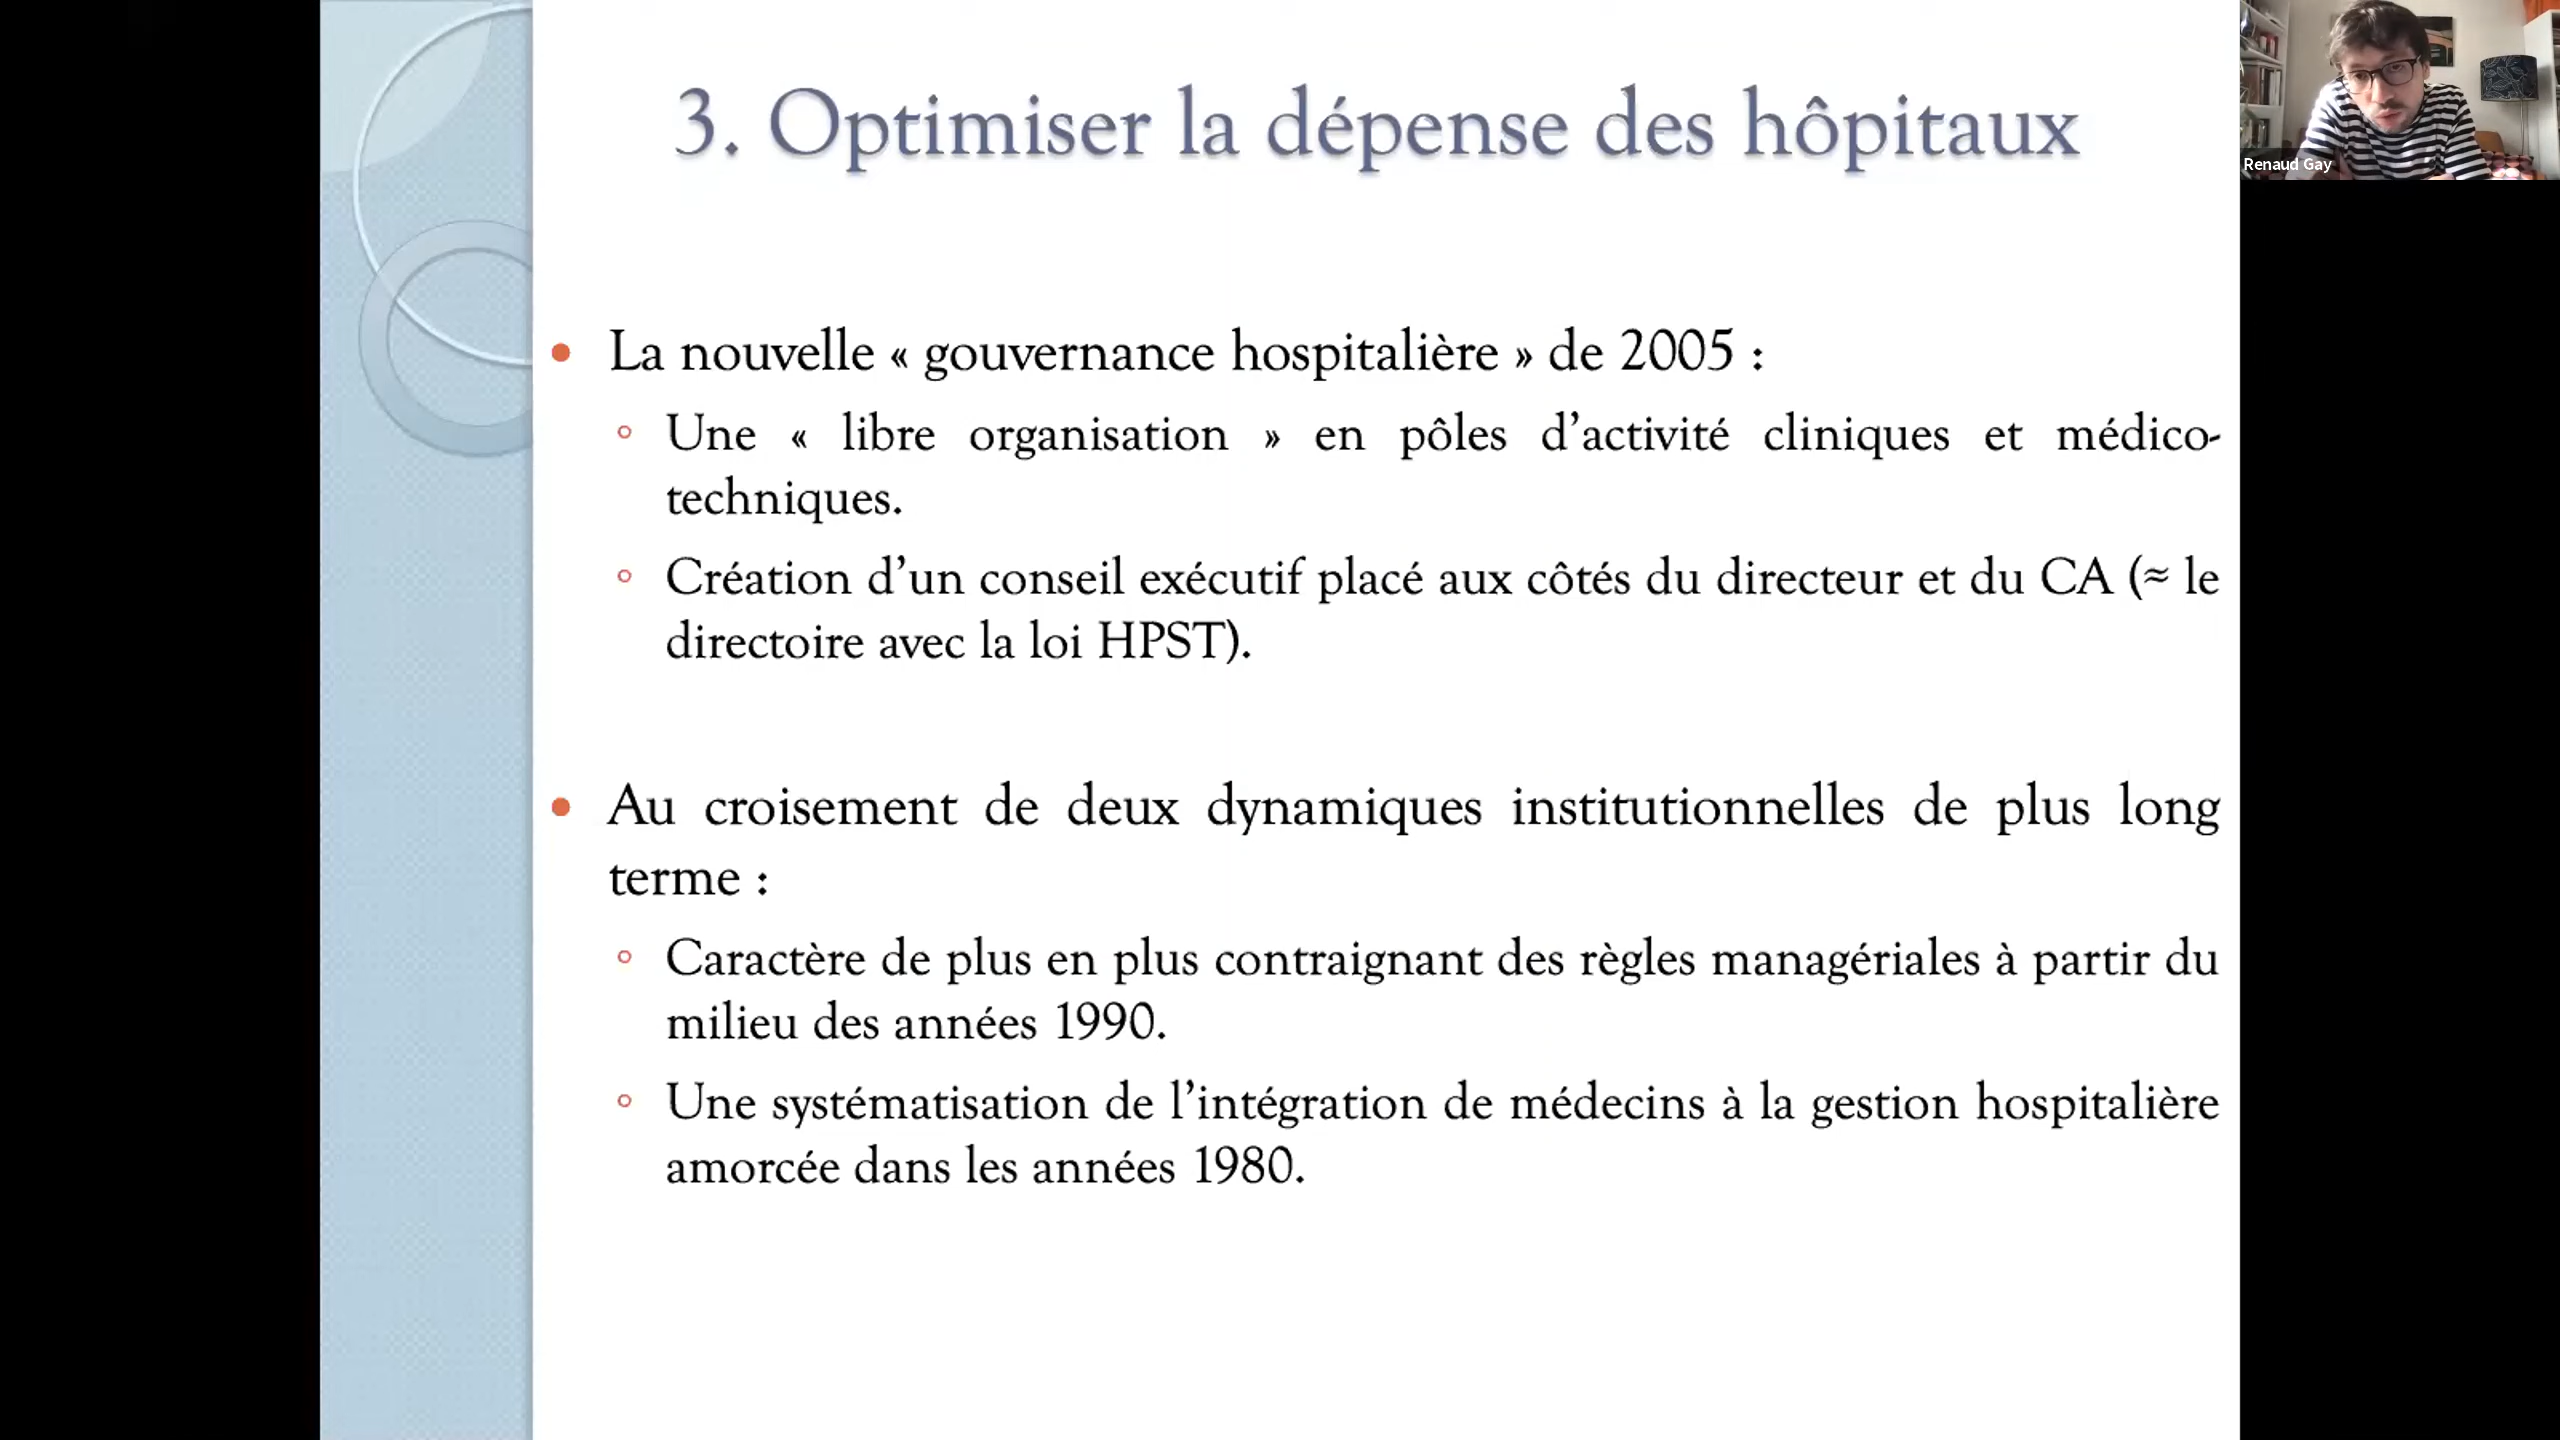 3. Optimiser la dépense des hôpitaux
Renaud Gay
• La nouvelle « gouvernance hospitalière » de 2005 :
◦ Une « libre organisation » en pôles d’activité cliniques et médico-
techniques.
◦ Création d’un conseil exécutif placé aux côtés du directeur et du CA (≈ le
directoire avec la loi HPST).
• Au croisement de deux dynamiques institutionnelles de plus long
terme :
◦ Caractère de plus en plus contraignant des règles managériales à partir du
milieu des années 1990.
◦ Une systématisation de l’intégration de médecins à la gestion hospitalière
amorcée dans les années 1980.